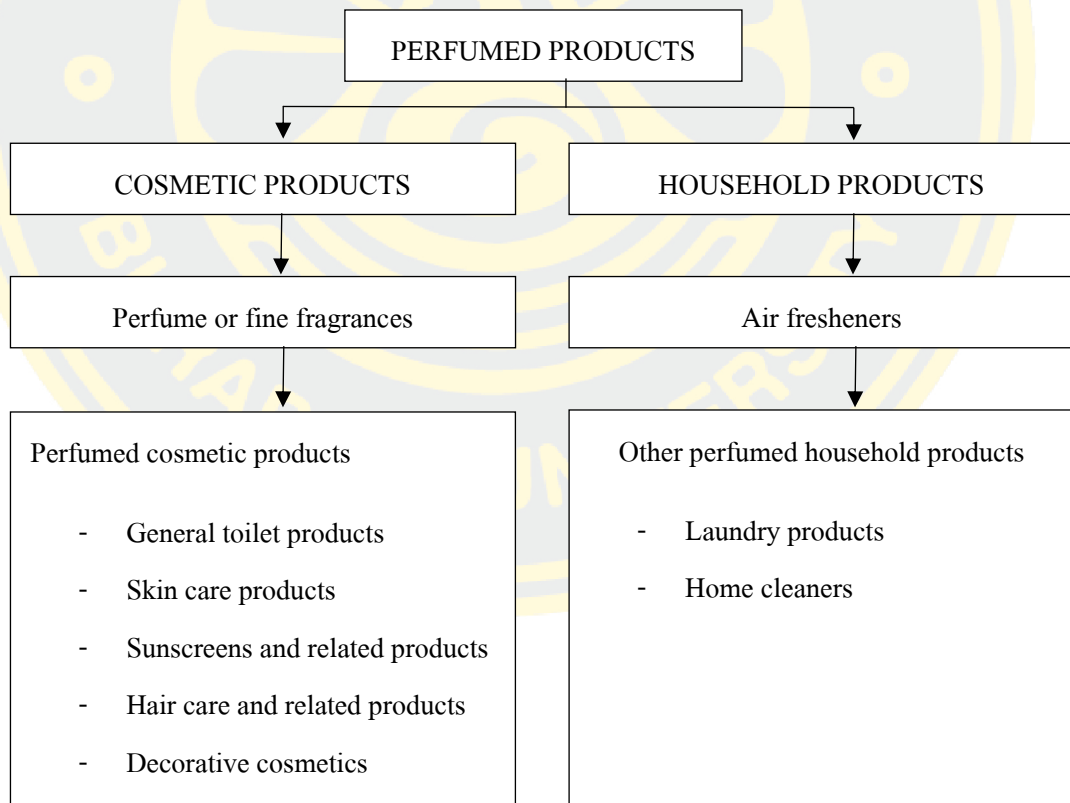 PERFUMED PRODUCTS
COSMETIC PRODUCTS
HOUSEHOLD PRODUCTS
Perfume or fine fragrances
Air fresheners
Perfumed cosmetic products
- General toilet products
- Skin care products
- Sunscreens and related products
- Hair care and related products
- Decorative cosmetics
Other perfumed household products
- Laundry products
- Home cleaners